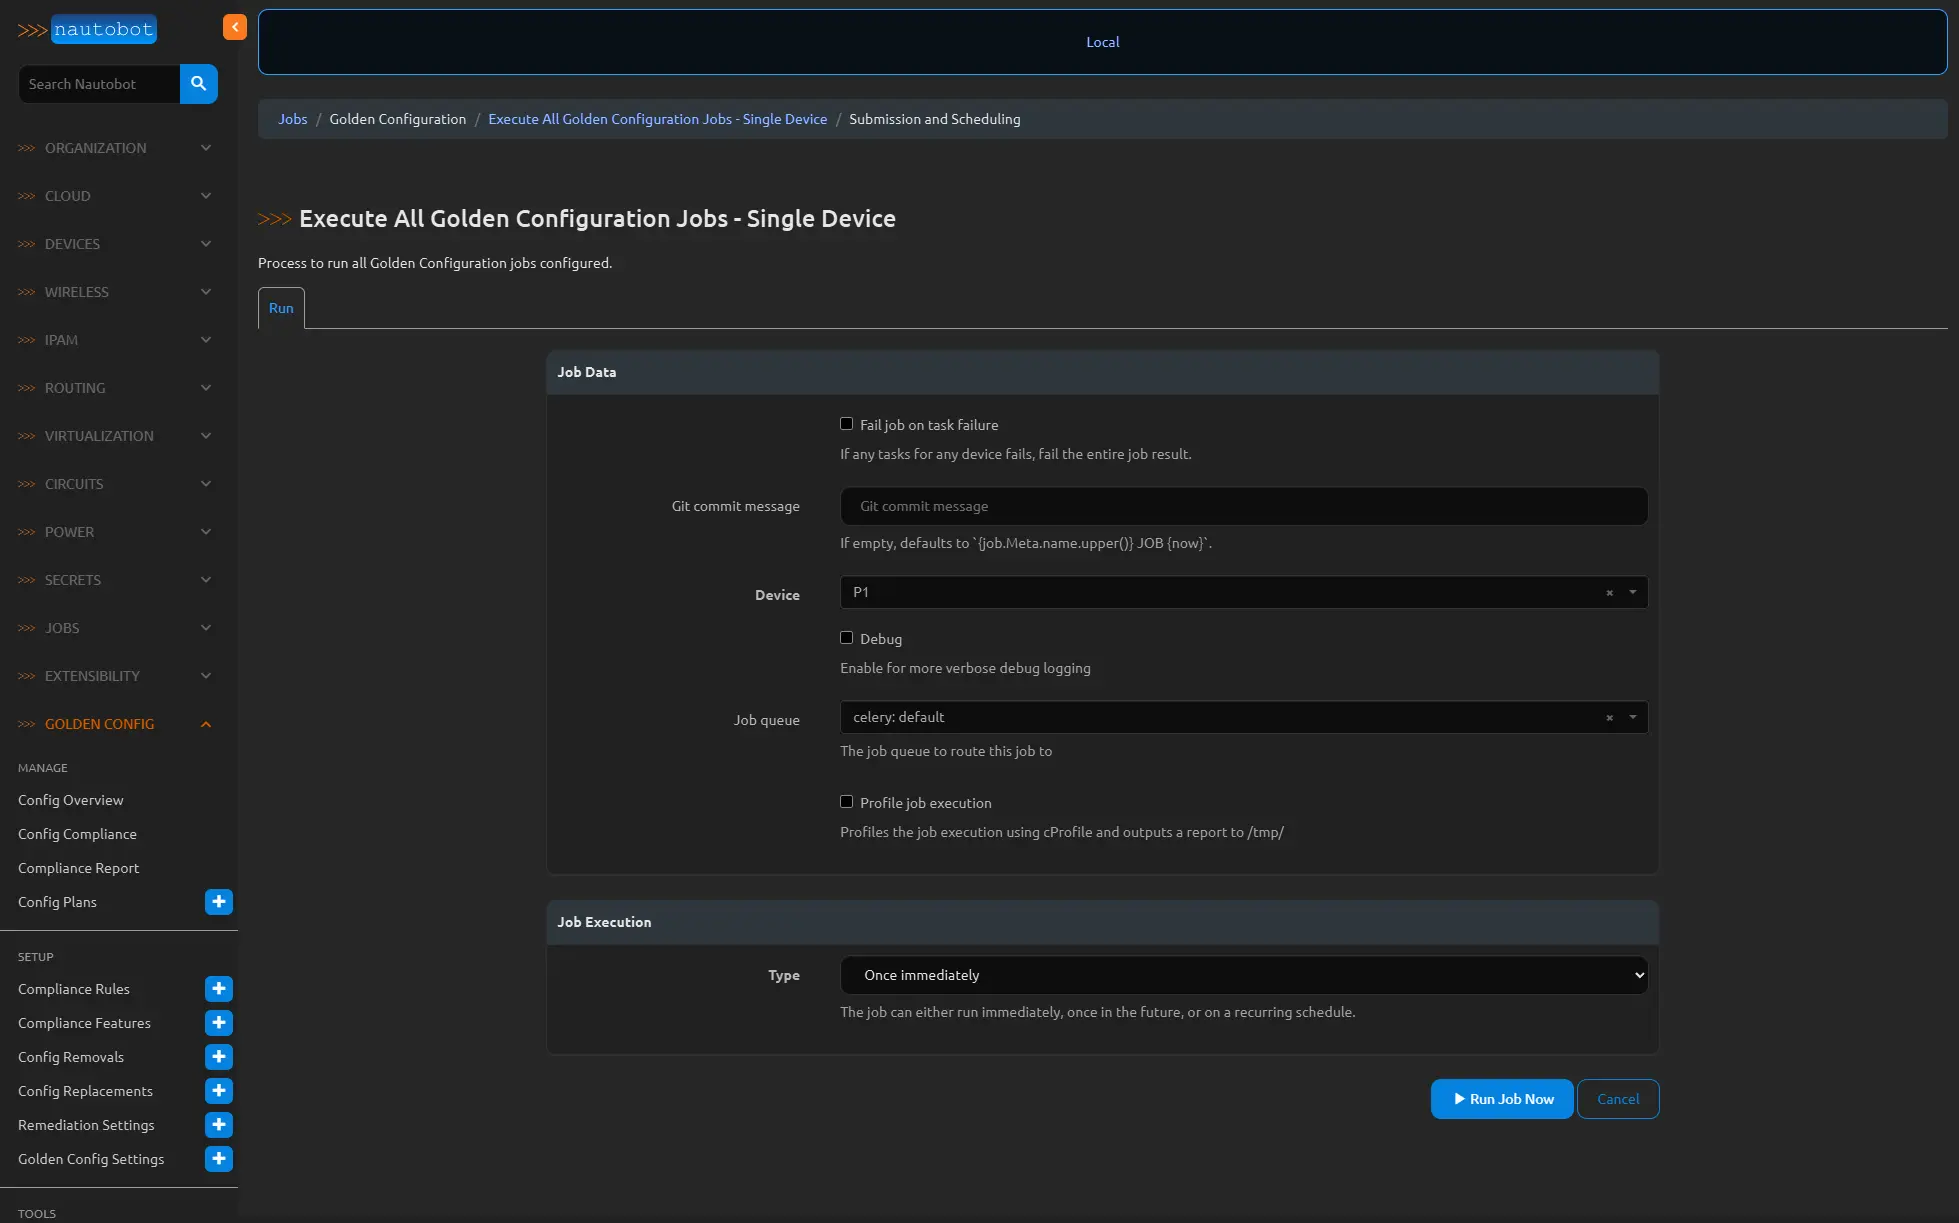 >>> nautobot
Search Nautobot
>>> ORGANIZATION
>>> CLOUD
>>> DEVICES
>>> WIRELESS
>>> IPAM
>>> ROUTING
>>> VIRTUALIZATION
>>> CIRCUITS
>>> POWER
>>> SECRETS
>>> JOBS
>>> EXTENSIBILITY
>>> GOLDEN CONFIG
MANAGE
Config Overview
Config Compliance
Compliance Report
Config Plans
SETUP
Compliance Rules
Compliance Features
Config Removals
Config Replacements
Remediation Settings
Golden Config Settings
TOOLS
Local
Jobs / Golden Configuration / Execute All Golden Configuration Jobs - Single Device / Submission and Scheduling
>>> Execute All Golden Configuration Jobs - Single Device
Process to run all Golden Configuration jobs configured.
Run
Job Data
Fail job on task failure
If any tasks for any device fails, fail the entire job result.
Git commit message
Git commit message
If empty, defaults to `{job.Meta.name.upper()} JOB {now}`.
Device
P1
Debug
Enable for more verbose debug logging
Job queue
celery: default
The job queue to route this job to
Profile job execution
Profiles the job execution using cProfile and outputs a report to /tmp/
Job Execution
Type
Once immediately
The job can either run immediately, once in the future, or on a recurring schedule.
Run Job Now
Cancel